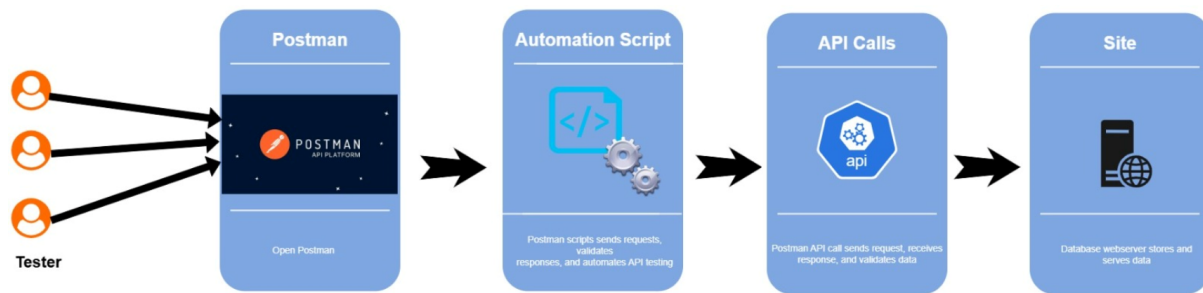 Postman
POSTMAN
API PLATFORM
Open Postman
Automation Script
</>
Postman scripts sends requests,
validates
responses, and automates API testing
API Calls
api
Postman API call sends request, receives
response, and validates data
Site
Database webserver stores and
serves data
Tester